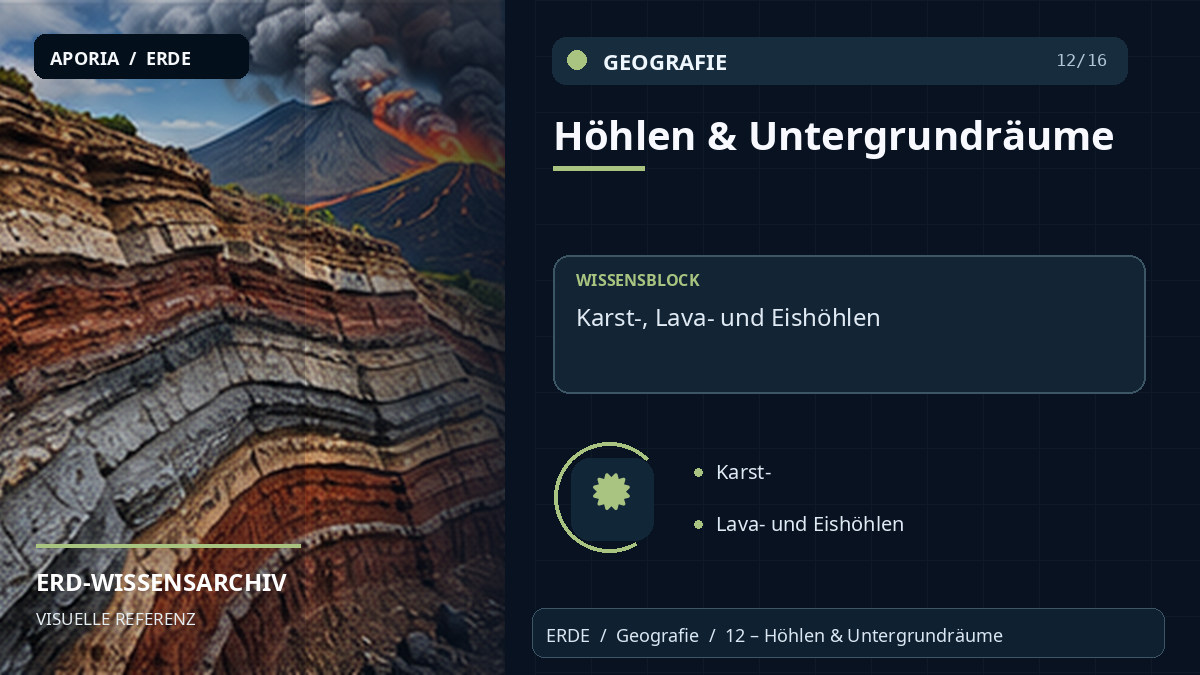 APORIA / ERDE
ERD-WISSENSARCHIV
VISUELLE REFERENZ
GEOGRAFIE
12/16
Höhlen & Untergrundräume
WISSENSBLOCK
Karst-, Lava- und Eishöhlen
Karst-
Lava- und Eishöhlen
ERDE / Geografie / 12 – Höhlen & Untergrundräume